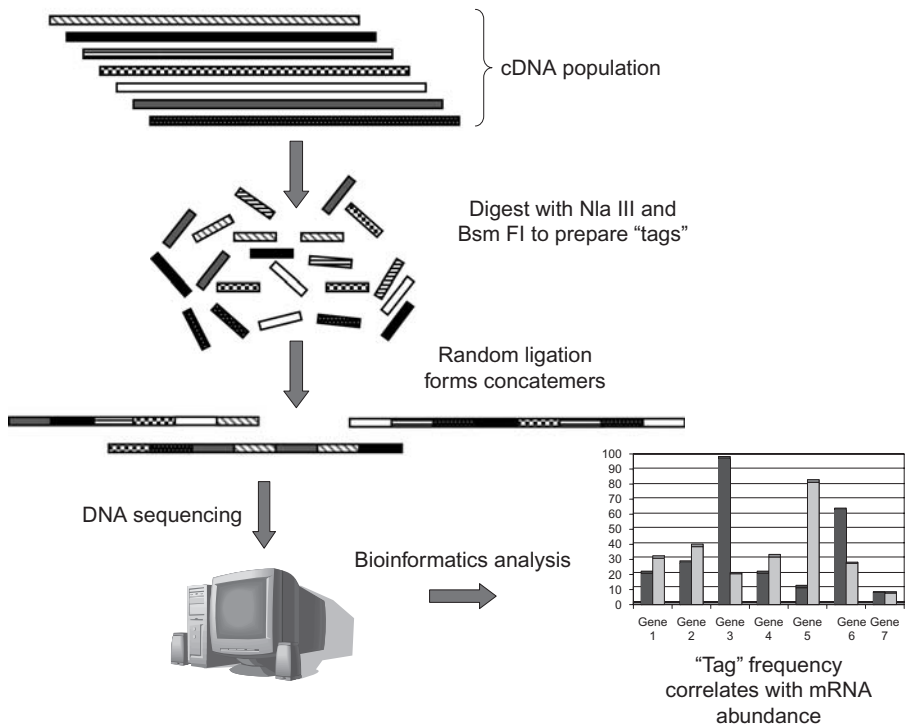 cDNA population
Digest with Nla III and
Bsm FI to prepare “tags”
Random ligation
forms concatemers
DNA sequencing
Bioinformatics analysis
100
90
80
70
60
50
40
30
20
10
0
Gene 1
Gene 2
Gene 3
Gene 4
Gene 5
Gene 6
Gene 7
“Tag” frequency
correlates with mRNA
abundance